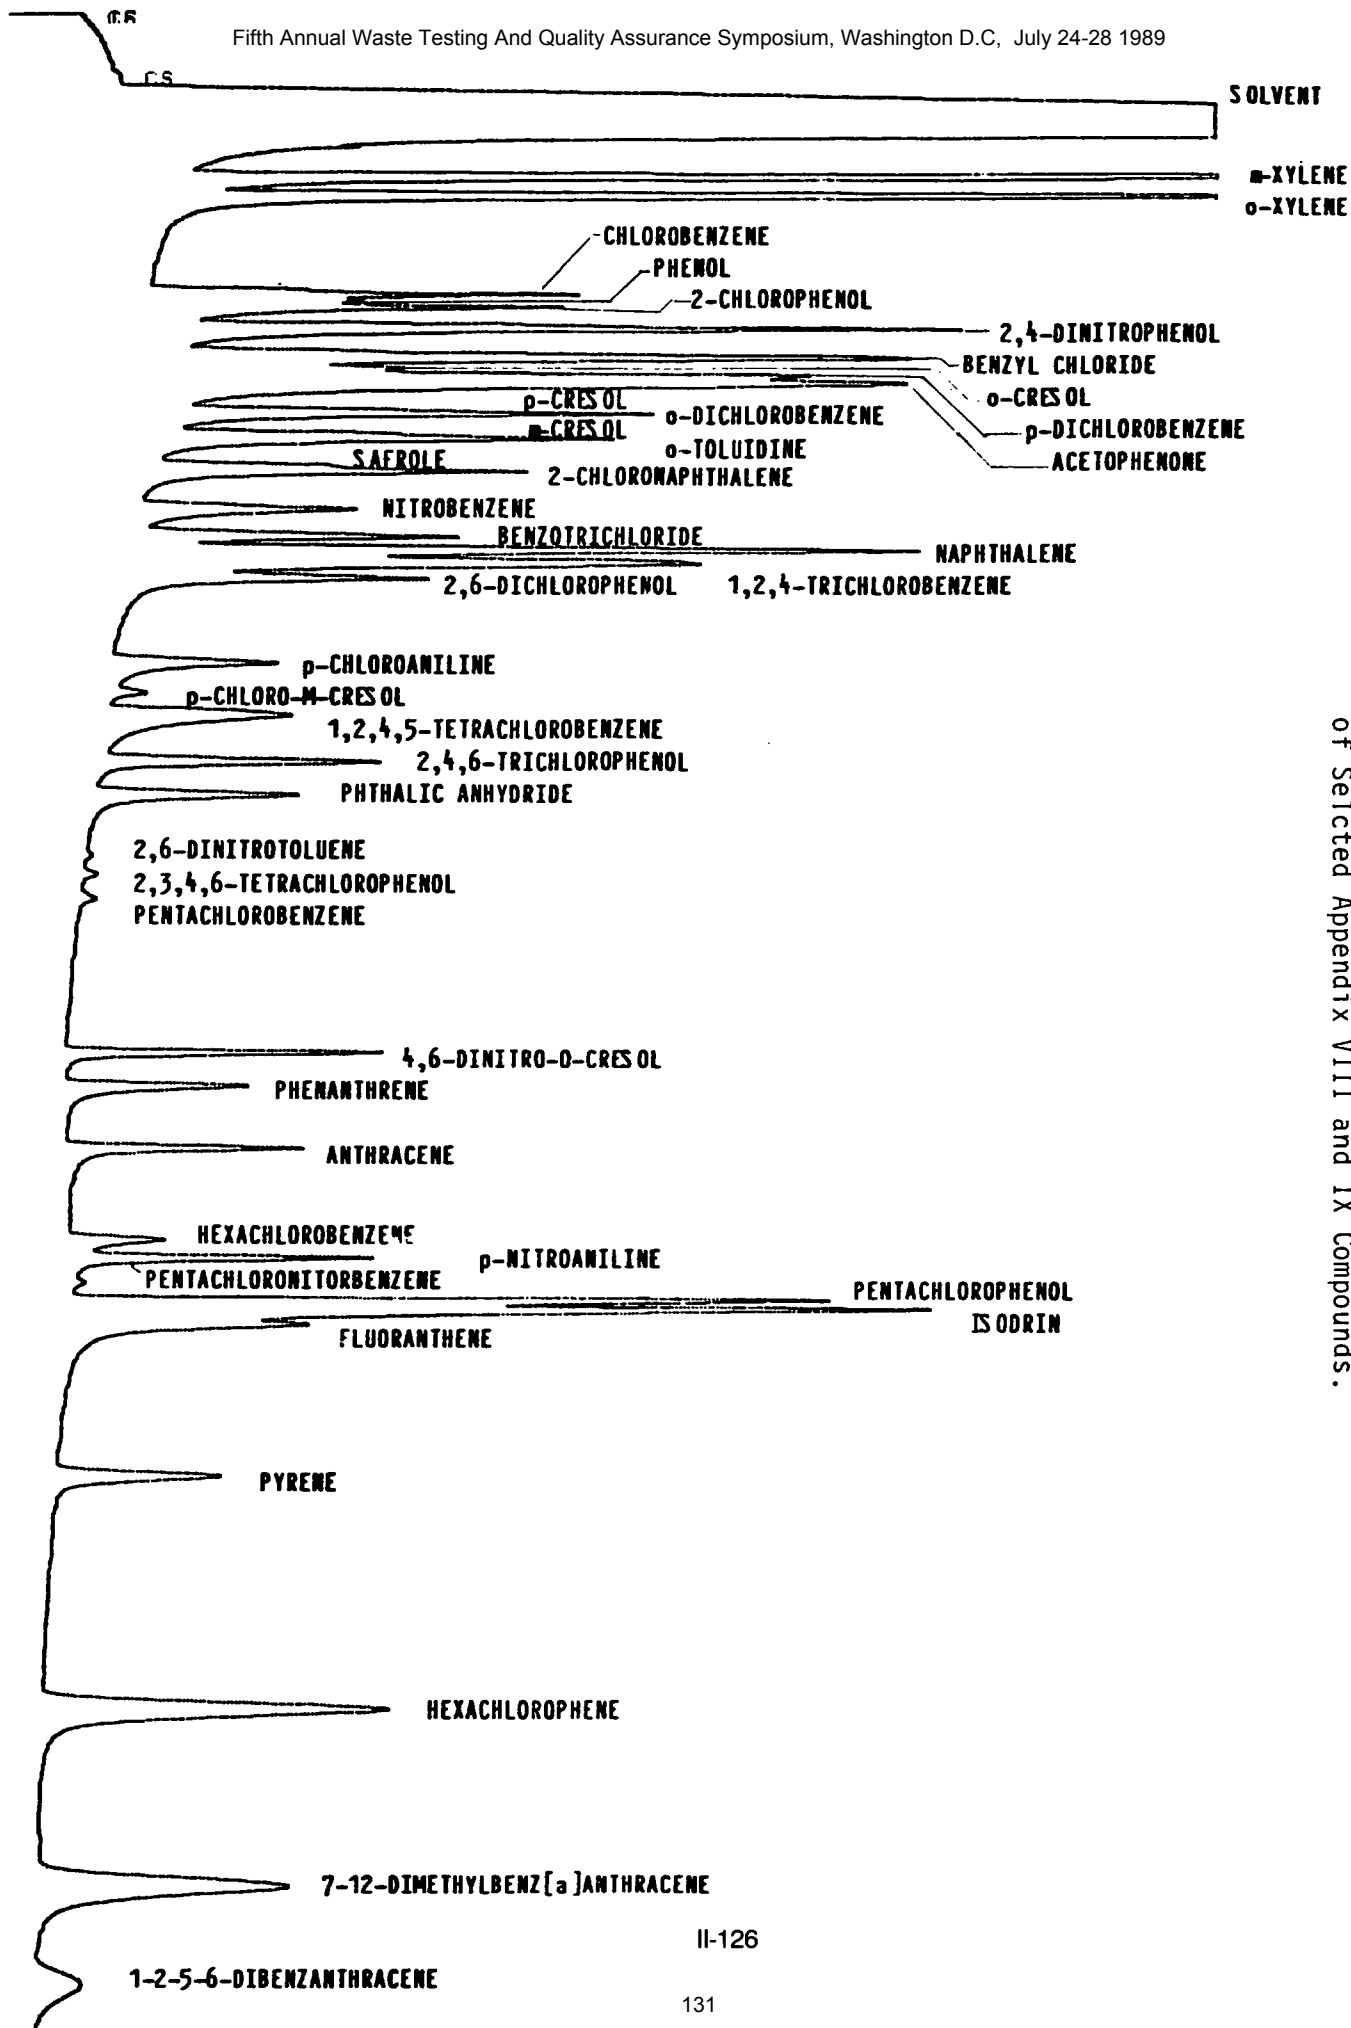 Fifth Annual Waste Testing And Quality Assurance Symposium, Washington D.C, July 24-28 1989
SOLVENT
m-XYLENE
o-XYLENE
CHLOROBENZENE
PHENOL
2-CHLOROPHENOL
2,4-DINITROPHENOL
BENZYL CHLORIDE
o-CRESOL
p-CRESOL
o-DICHLOROBENZENE
p-DICHLOROBENZENE
m-CRESOL
o-TOLUIDINE
ACETOPHENONE
SAFROLE
2-CHLORONAPHTHALENE
NITROBENZENE
BENZOTRICHLORIDE
NAPHTHALENE
2,6-DICHLOROPHENOL
1,2,4-TRICHLOROBENZENE
p-CHLOROANILINE
p-CHLORO-M-CRESOL
1,2,4,5-TETRACHLOROBENZENE
2,4,6-TRICHLOROPHENOL
PHTHALIC ANHYDRIDE
2,6-DINITROTOLUENE
2,3,4,6-TETRACHLOROPHENOL
PENTACHLOROBENZENE
4,6-DINITRO-O-CRESOL
PHENANTHRENE
ANTHRACENE
HEXACHLOROBENZENE
p-NITROANILINE
PENTACHLORONITORBENZENE
PENTACHLOROPHENOL
ISODRIN
FLUORANTHENE
PYRENE
HEXACHLOROPHENE
7-12-DIMETHYLBENZ[a]ANTHRACENE
1-2-5-6-DIBENZANTHRACENE
of Selcted Appendix VIII and IX Compounds.
II-126
131